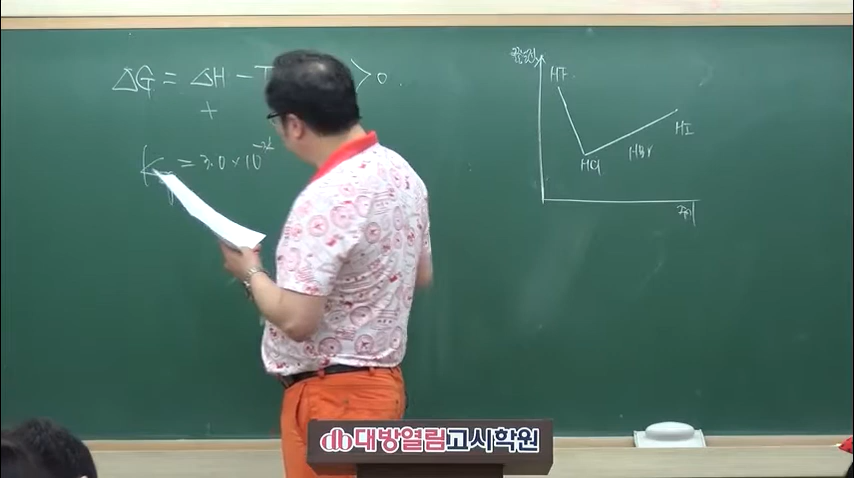 ΔG = ΔH - T > 0
+
K = 3.0 × 10
끓는점
HF
HCl
HBr
HI
주기
대방열림고시학원